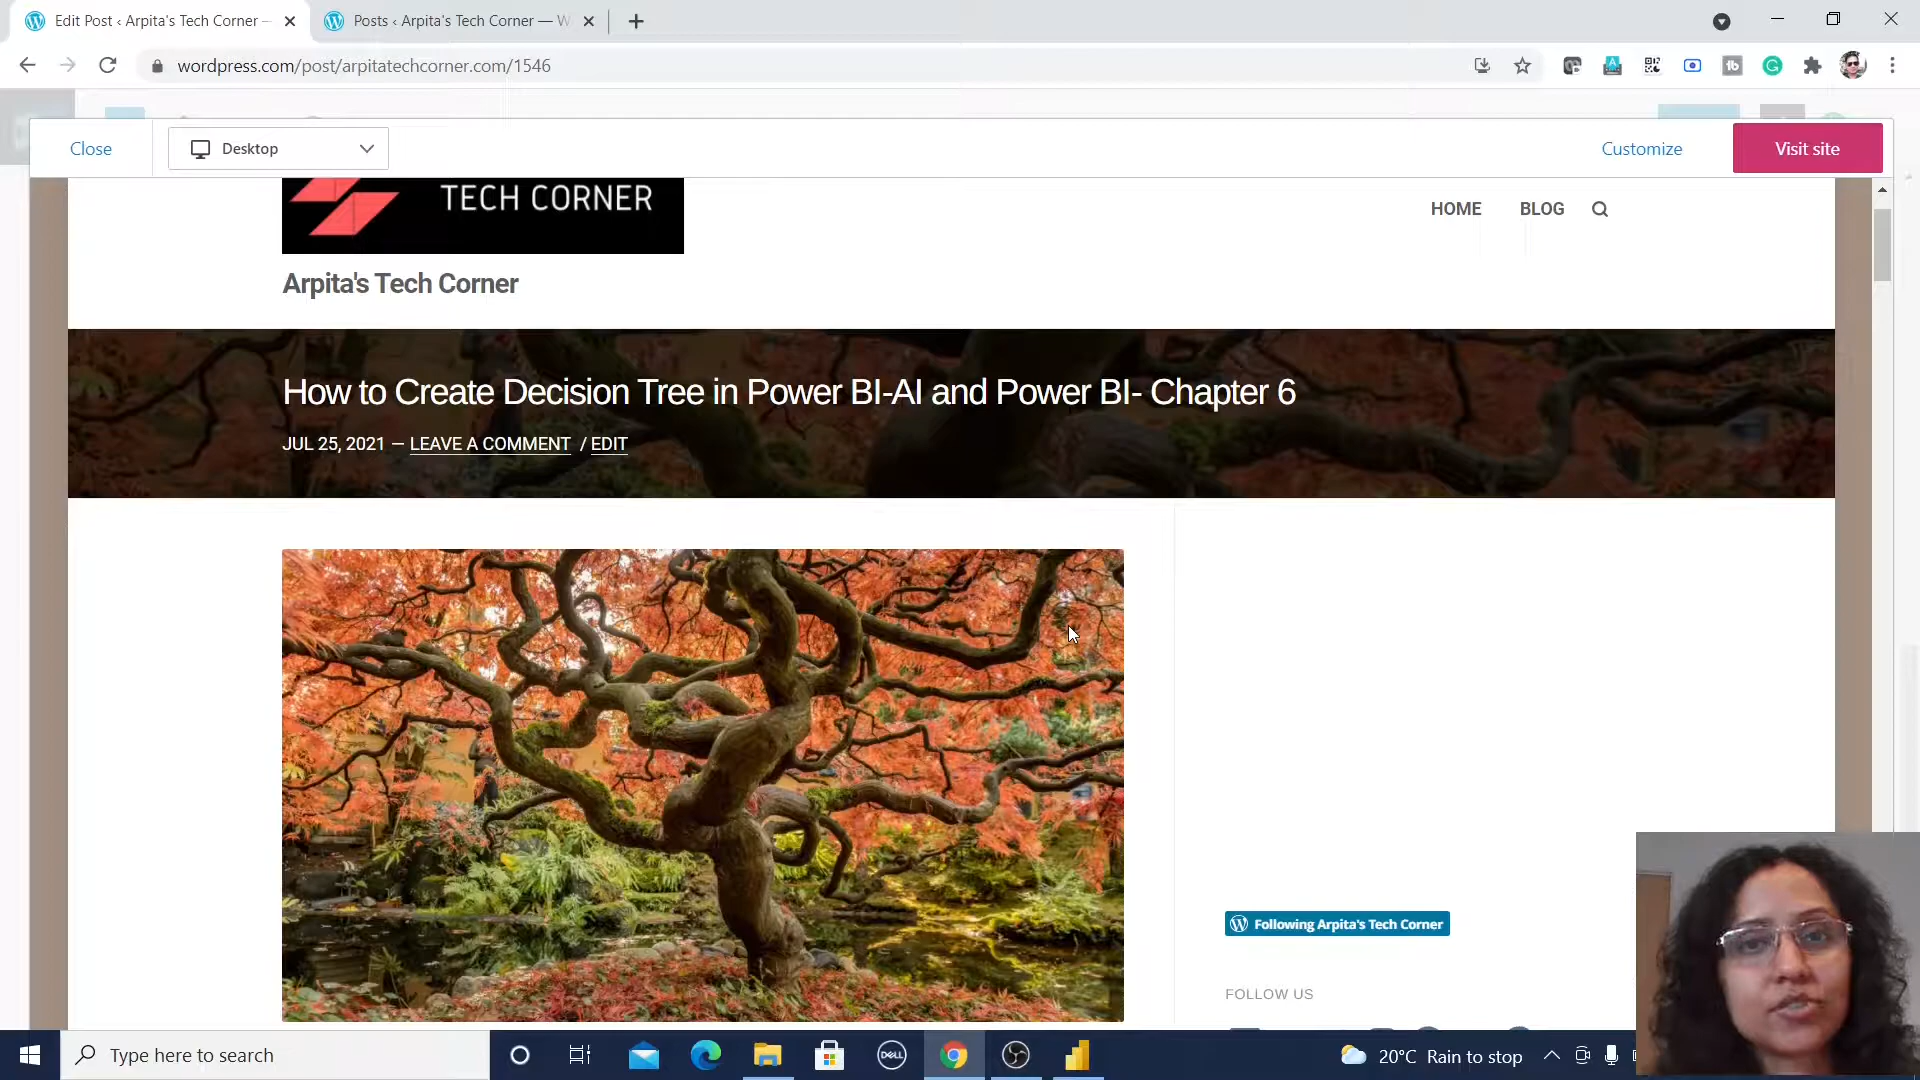 Edit Post ‹ Arpita's Tech Corner –
Posts ‹ Arpita's Tech Corner — W
wordpress.com/post/arpitatechcorner.com/1546
Close
Desktop
Customize
Visit site
TECH CORNER
HOME
BLOG
Arpita's Tech Corner
How to Create Decision Tree in Power BI-AI and Power BI- Chapter 6
JUL 25, 2021 — LEAVE A COMMENT / EDIT
Following Arpita's Tech Corner
FOLLOW US
Type here to search
DELL
20°C Rain to stop